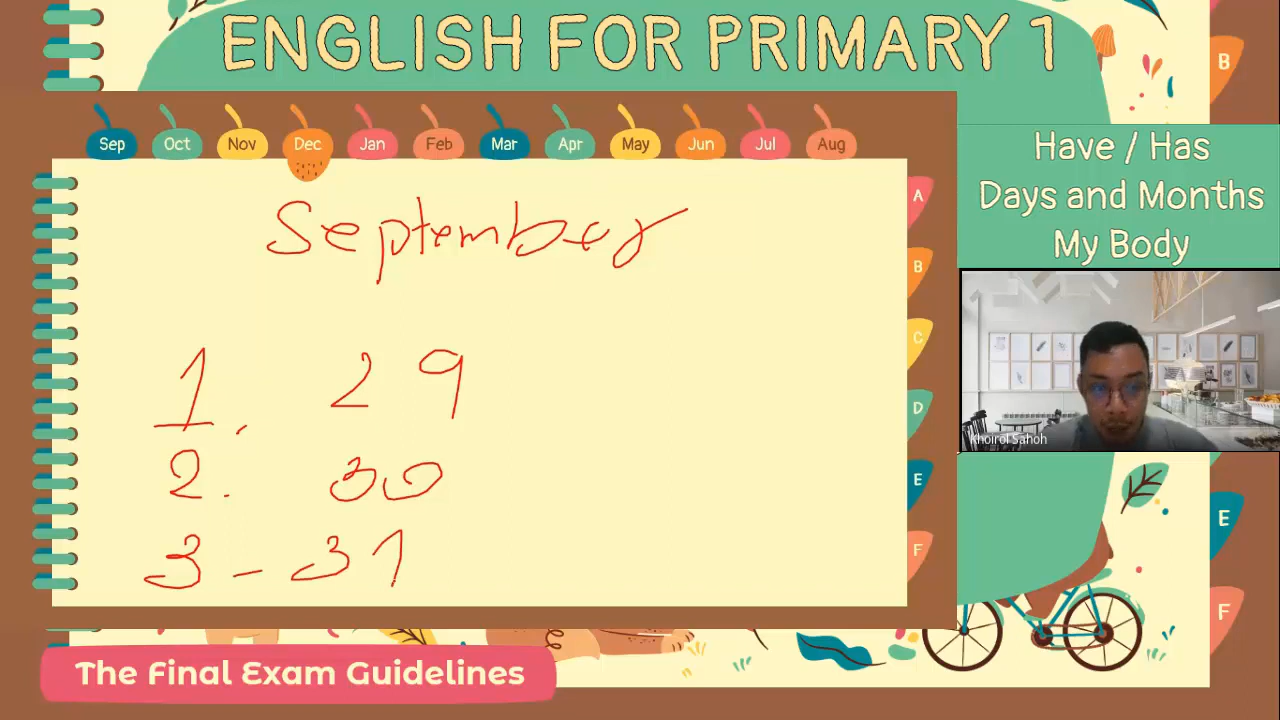 ENGLISH FOR PRIMARY 1
B
Sep Oct Nov Dec Jan Feb Mar Apr May Jun Jul Aug
Have / Has
Days and Months
My Body
A
B
C
D
E
F
September
1. 29
2. 30
3- 31
Khoirol Sahoh
E
F
The Final Exam Guidelines